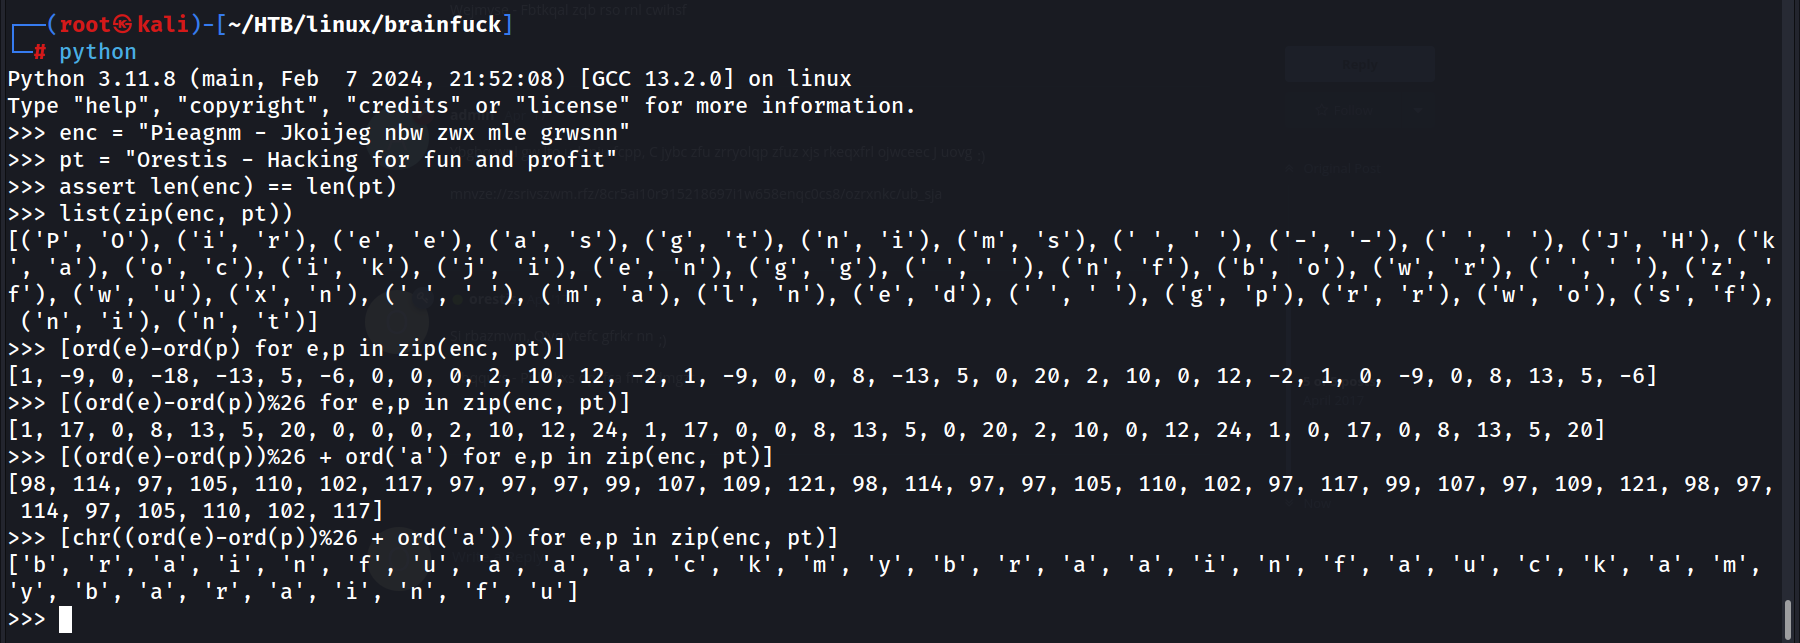 ┌──(root㉿kali)-[~/HTB/linux/brainfuck]
└─# python
Python 3.11.8 (main, Feb  7 2024, 21:52:08) [GCC 13.2.0] on linux
Type "help", "copyright", "credits" or "license" for more information.
>>> enc = "Pieagnm - Jkoijeg nbw zwx mle grwsnn"
>>> pt = "Orestis - Hacking for fun and profit"
>>> assert len(enc) == len(pt)
>>> list(zip(enc, pt))
[('P', 'O'), ('i', 'r'), ('e', 'e'), ('a', 's'), ('g', 't'), ('n', 'i'), ('m', 's'), (' ', ' '), ('-', '-'), (' ', ' '), ('J', 'H'), ('k
', 'a'), ('o', 'c'), ('i', 'k'), ('j', 'i'), ('e', 'n'), ('g', 'g'), (' ', ' '), ('n', 'f'), ('b', 'o'), ('w', 'r'), (' ', ' '), ('z', '
f'), ('w', 'u'), ('x', 'n'), (' ', ' '), ('m', 'a'), ('l', 'n'), ('e', 'd'), (' ', ' '), ('g', 'p'), ('r', 'r'), ('w', 'o'), ('s', 'f'),
 ('n', 'i'), ('n', 't')]
>>> [ord(e)-ord(p) for e,p in zip(enc, pt)]
[1, -9, 0, -18, -13, 5, -6, 0, 0, 0, 2, 10, 12, -2, 1, -9, 0, 0, 8, -13, 5, 0, 20, 2, 10, 0, 12, -2, 1, 0, -9, 0, 8, 13, 5, -6]
>>> [(ord(e)-ord(p))%26 for e,p in zip(enc, pt)]
[1, 17, 0, 8, 13, 5, 20, 0, 0, 0, 2, 10, 12, 24, 1, 17, 0, 0, 8, 13, 5, 0, 20, 2, 10, 0, 12, 24, 1, 0, 17, 0, 8, 13, 5, 20]
>>> [(ord(e)-ord(p))%26 + ord('a') for e,p in zip(enc, pt)]
[98, 114, 97, 105, 110, 102, 117, 97, 97, 97, 99, 107, 109, 121, 98, 114, 97, 97, 105, 110, 102, 97, 117, 99, 107, 97, 109, 121, 98, 97,
 114, 97, 105, 110, 102, 117]
>>> [chr((ord(e)-ord(p))%26 + ord('a')) for e,p in zip(enc, pt)]
['b', 'r', 'a', 'i', 'n', 'f', 'u', 'a', 'a', 'a', 'c', 'k', 'm', 'y', 'b', 'r', 'a', 'a', 'i', 'n', 'f', 'a', 'u', 'c', 'k', 'a', 'm',
'y', 'b', 'a', 'r', 'a', 'i', 'n', 'f', 'u']
>>>